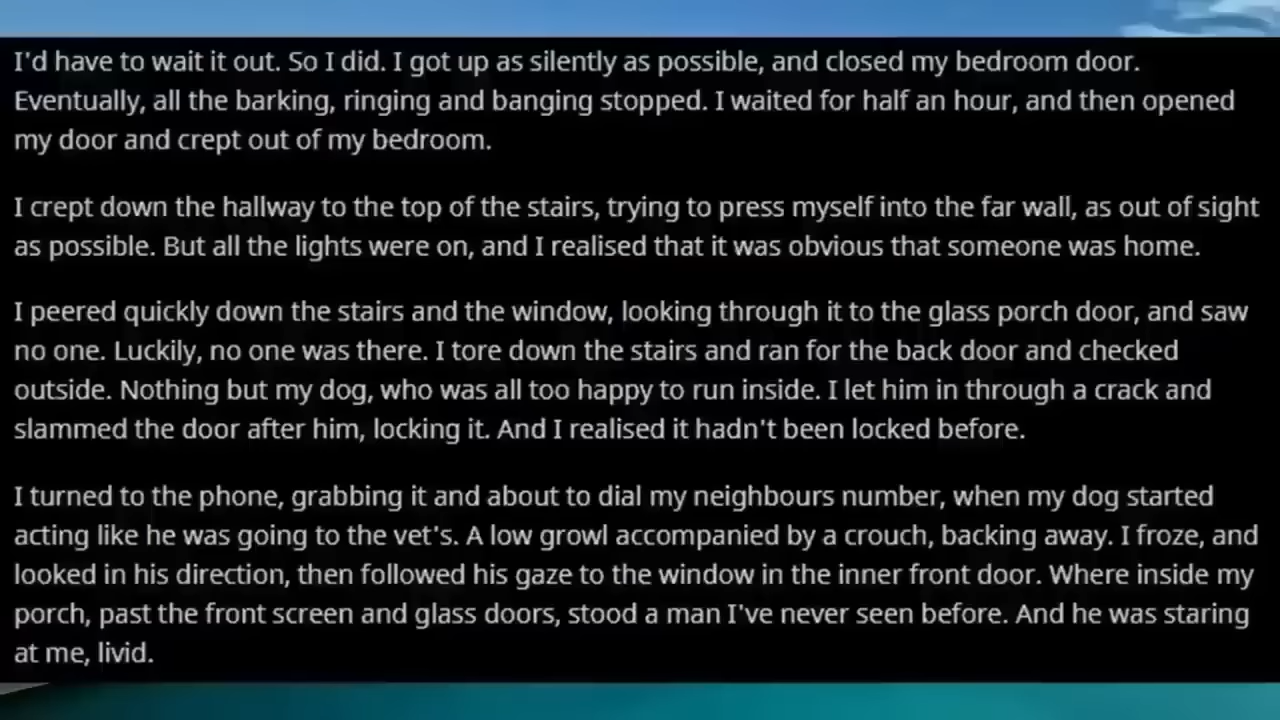 I'd have to wait it out. So I did. I got up as silently as possible, and closed my bedroom door.
Eventually, all the barking, ringing and banging stopped. I waited for half an hour, and then opened
my door and crept out of my bedroom.
I crept down the hallway to the top of the stairs, trying to press myself into the far wall, as out of sight
as possible. But all the lights were on, and I realised that it was obvious that someone was home.
I peered quickly down the stairs and the window, looking through it to the glass porch door, and saw
no one. Luckily, no one was there. I tore down the stairs and ran for the back door and checked
outside. Nothing but my dog, who was all too happy to run inside. I let him in through a crack and
slammed the door after him, locking it. And I realised it hadn't been locked before.
I turned to the phone, grabbing it and about to dial my neighbours number, when my dog started
acting like he was going to the vet's. A low growl accompanied by a crouch, backing away. I froze, and
looked in his direction, then followed his gaze to the window in the inner front door. Where inside my
porch, past the front screen and glass doors, stood a man I've never seen before. And he was staring
at me, livid.